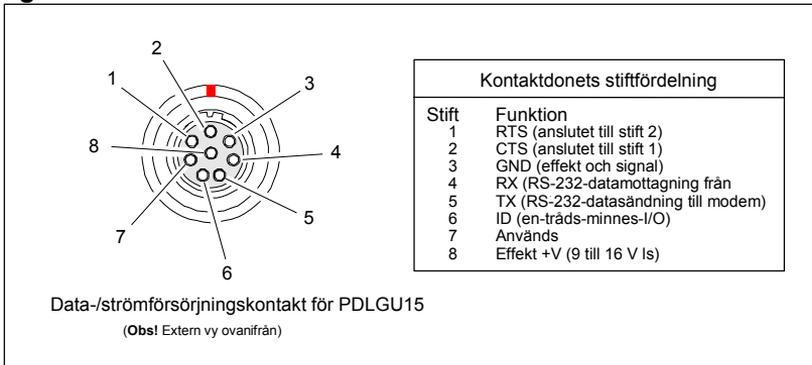 2
1
3
8
4
7
5
6
Data-/strömförsörjningskontakt för PDLGU15
(Obs! Extern vy ovanifrån)
Kontaktdonets stiftfördelning
Stift Funktion
1 RTS (anslutet till stift 2)
2 CTS (anslutet till stift 1)
3 GND (effekt och signal)
4 RX (RS-232-datamottagning från
5 TX (RS-232-datasändning till modem)
6 ID (en-tråds-minnes-I/O)
7 Används
8 Effekt +V (9 till 16 V ls)